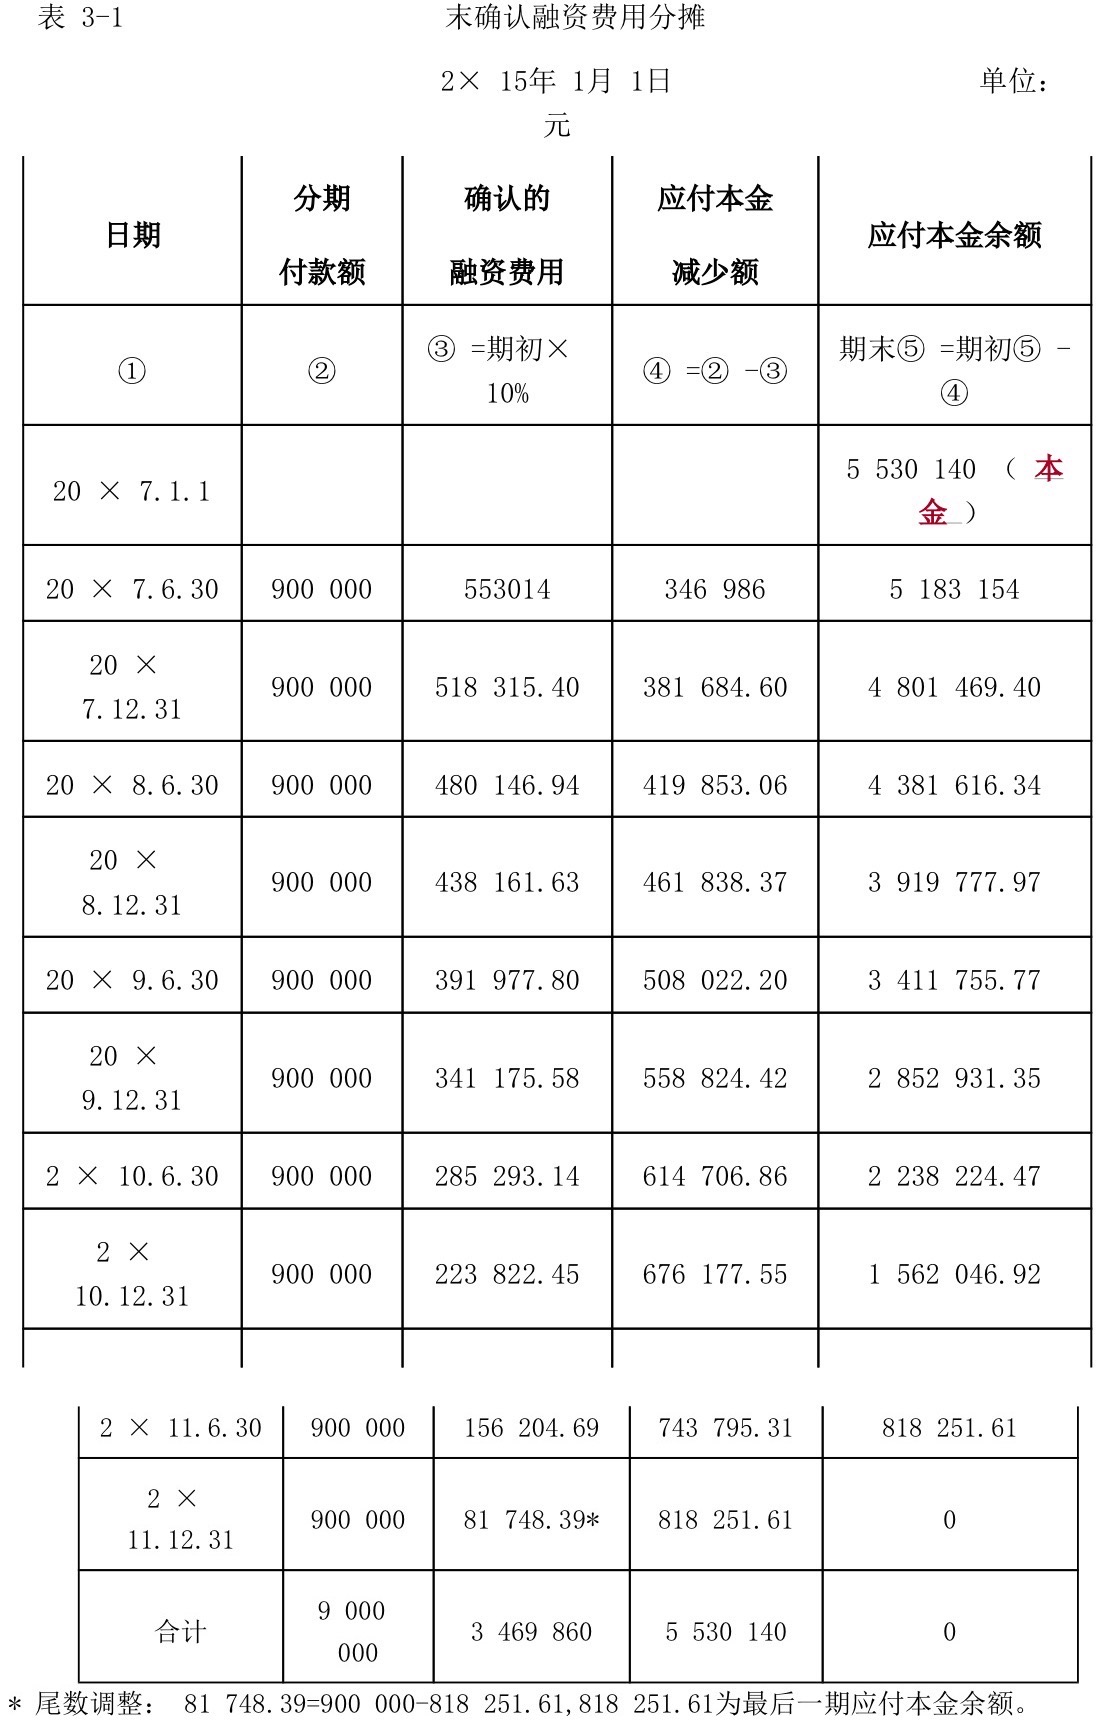 表 3-1 末确认融资费用分摊
2× 15年 1月 1日 单位：
元
日期 分期 付款额 确认的 融资费用 应付本金 减少额 应付本金余额
① ② ③ =期初× 10% ④ =② -③ 期末⑤ =期初⑤ - ④
20 × 7.1.1 5 530 140 （ 本 金 ）
20 × 7.6.30 900 000 553014 346 986 5 183 154
20 × 7.12.31 900 000 518 315.40 381 684.60 4 801 469.40
20 × 8.6.30 900 000 480 146.94 419 853.06 4 381 616.34
20 × 8.12.31 900 000 438 161.63 461 838.37 3 919 777.97
20 × 9.6.30 900 000 391 977.80 508 022.20 3 411 755.77
20 × 9.12.31 900 000 341 175.58 558 824.42 2 852 931.35
2 × 10.6.30 900 000 285 293.14 614 706.86 2 238 224.47
2 × 10.12.31 900 000 223 822.45 676 177.55 1 562 046.92
2 × 11.6.30 900 000 156 204.69 743 795.31 818 251.61
2 × 11.12.31 900 000 81 748.39* 818 251.61 0
合计 9 000 000 3 469 860 5 530 140 0
* 尾数调整： 81 748.39=900 000-818 251.61,818 251.61为最后一期应付本金余额。